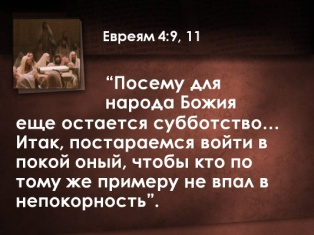 Евреям 4:9, 11
“Посему для
народа Божия
еще остается субботство…
Итак, постараемся войти в
покой оный, чтобы кто по
тому же примеру не впал в
непокорность”.